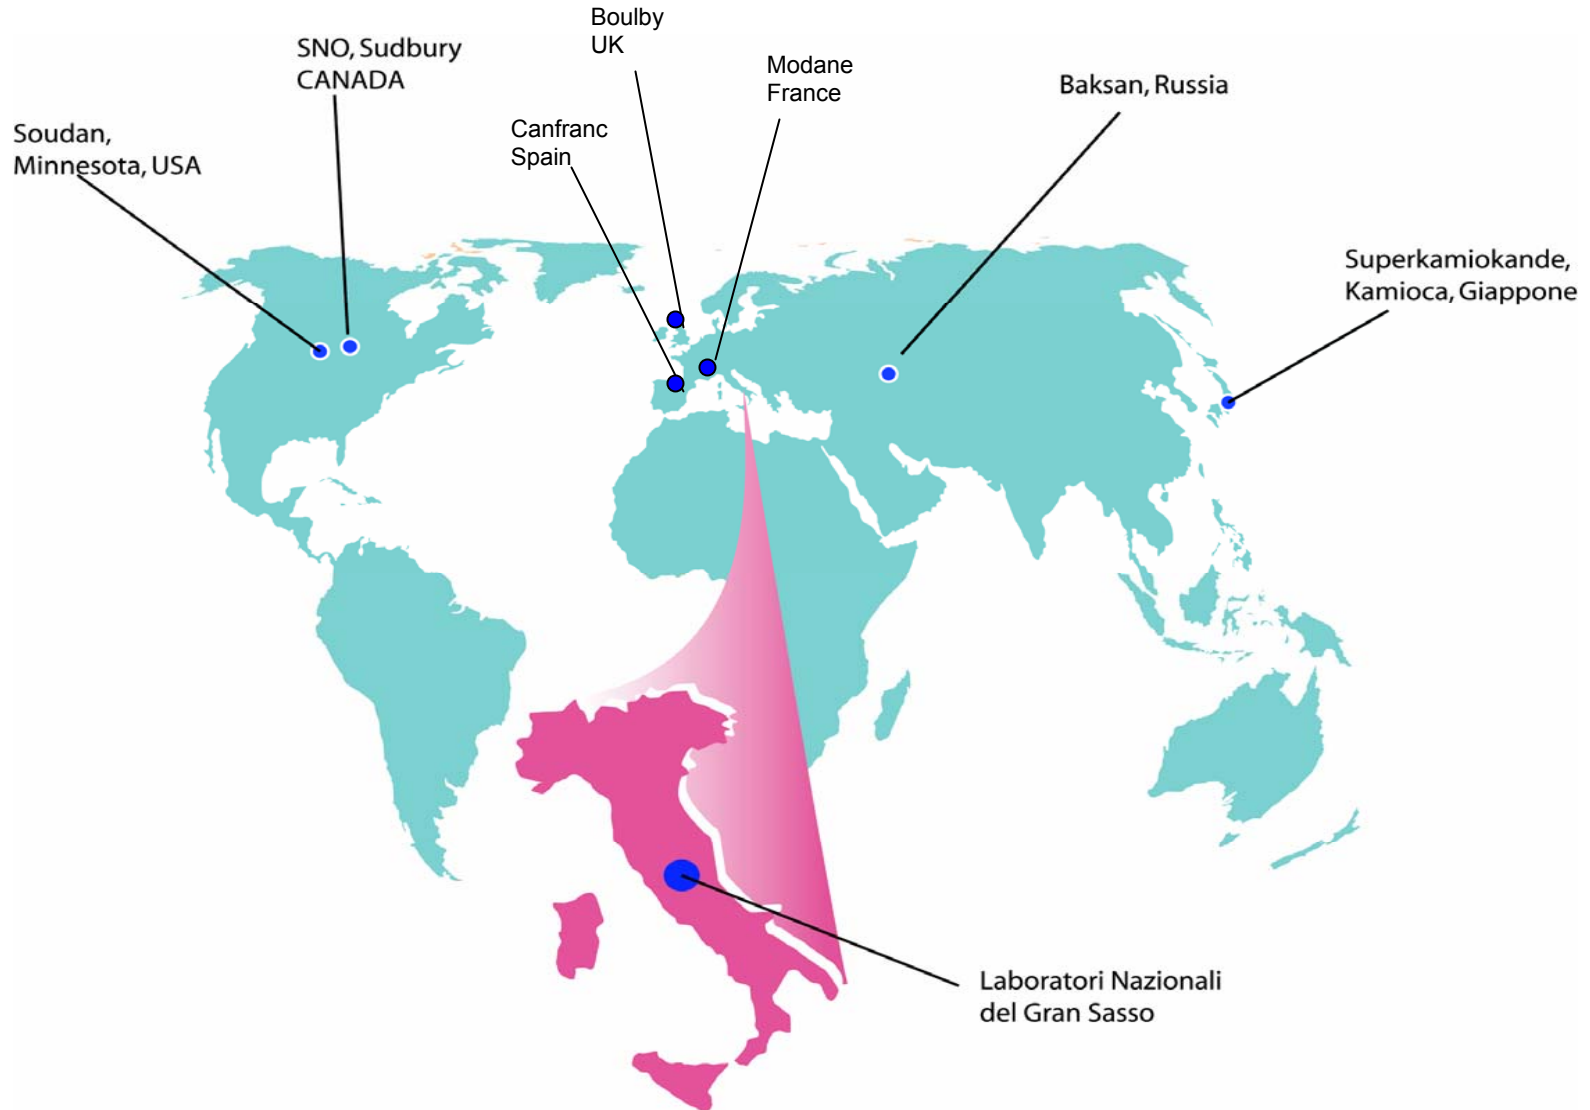 Boulby
UK
SNO, Sudbury
CANADA
Modane
France
Baksan, Russia
Canfranc
Spain
Soudan,
Minnesota, USA
Superkamiokande,
Kamioca, Giappone
Laboratori Nazionali
del Gran Sasso